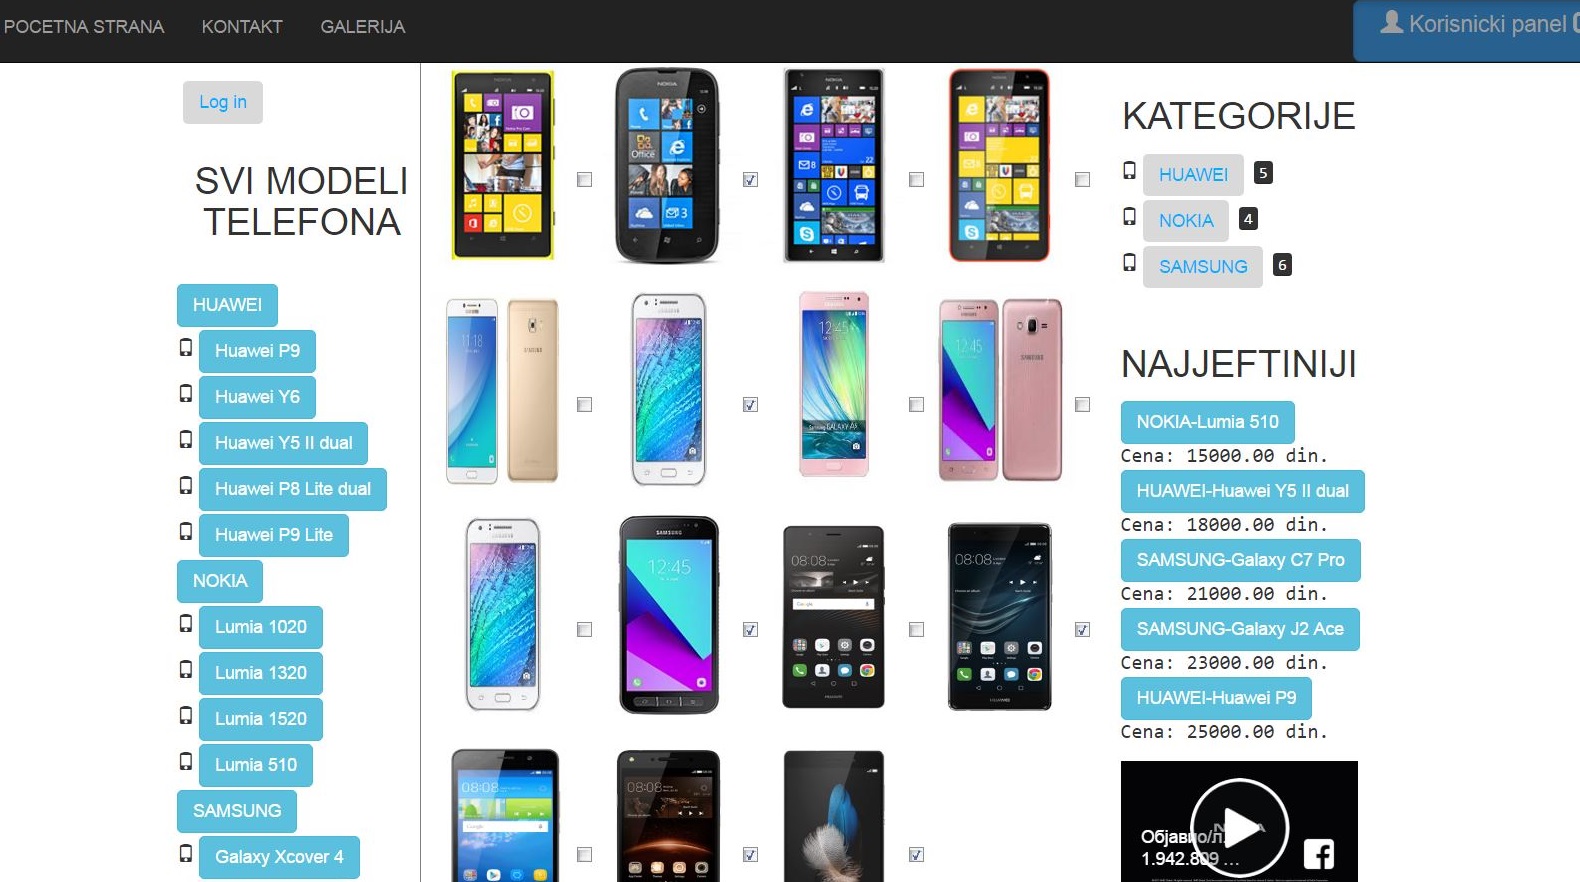 POCETNA STRANA
KONTAKT
GALERIJA
Korisnicki panel
Log in
SVI MODELI
TELEFONA
HUAWEI
Huawei P9
Huawei Y6
Huawei Y5 II dual
Huawei P8 Lite dual
Huawei P9 Lite
NOKIA
Lumia 1020
Lumia 1320
Lumia 1520
Lumia 510
SAMSUNG
Galaxy Xcover 4
KATEGORIJE
HUAWEI 5
NOKIA 4
SAMSUNG 6
NAJJEFTINIJI
NOKIA-Lumia 510
Cena: 15000.00 din.
HUAWEI-Huawei Y5 II dual
Cena: 18000.00 din.
SAMSUNG-Galaxy C7 Pro
Cena: 21000.00 din.
SAMSUNG-Galaxy J2 Ace
Cena: 23000.00 din.
HUAWEI-Huawei P9
Cena: 25000.00 din.
Објавио/л...
1.942.809 ...